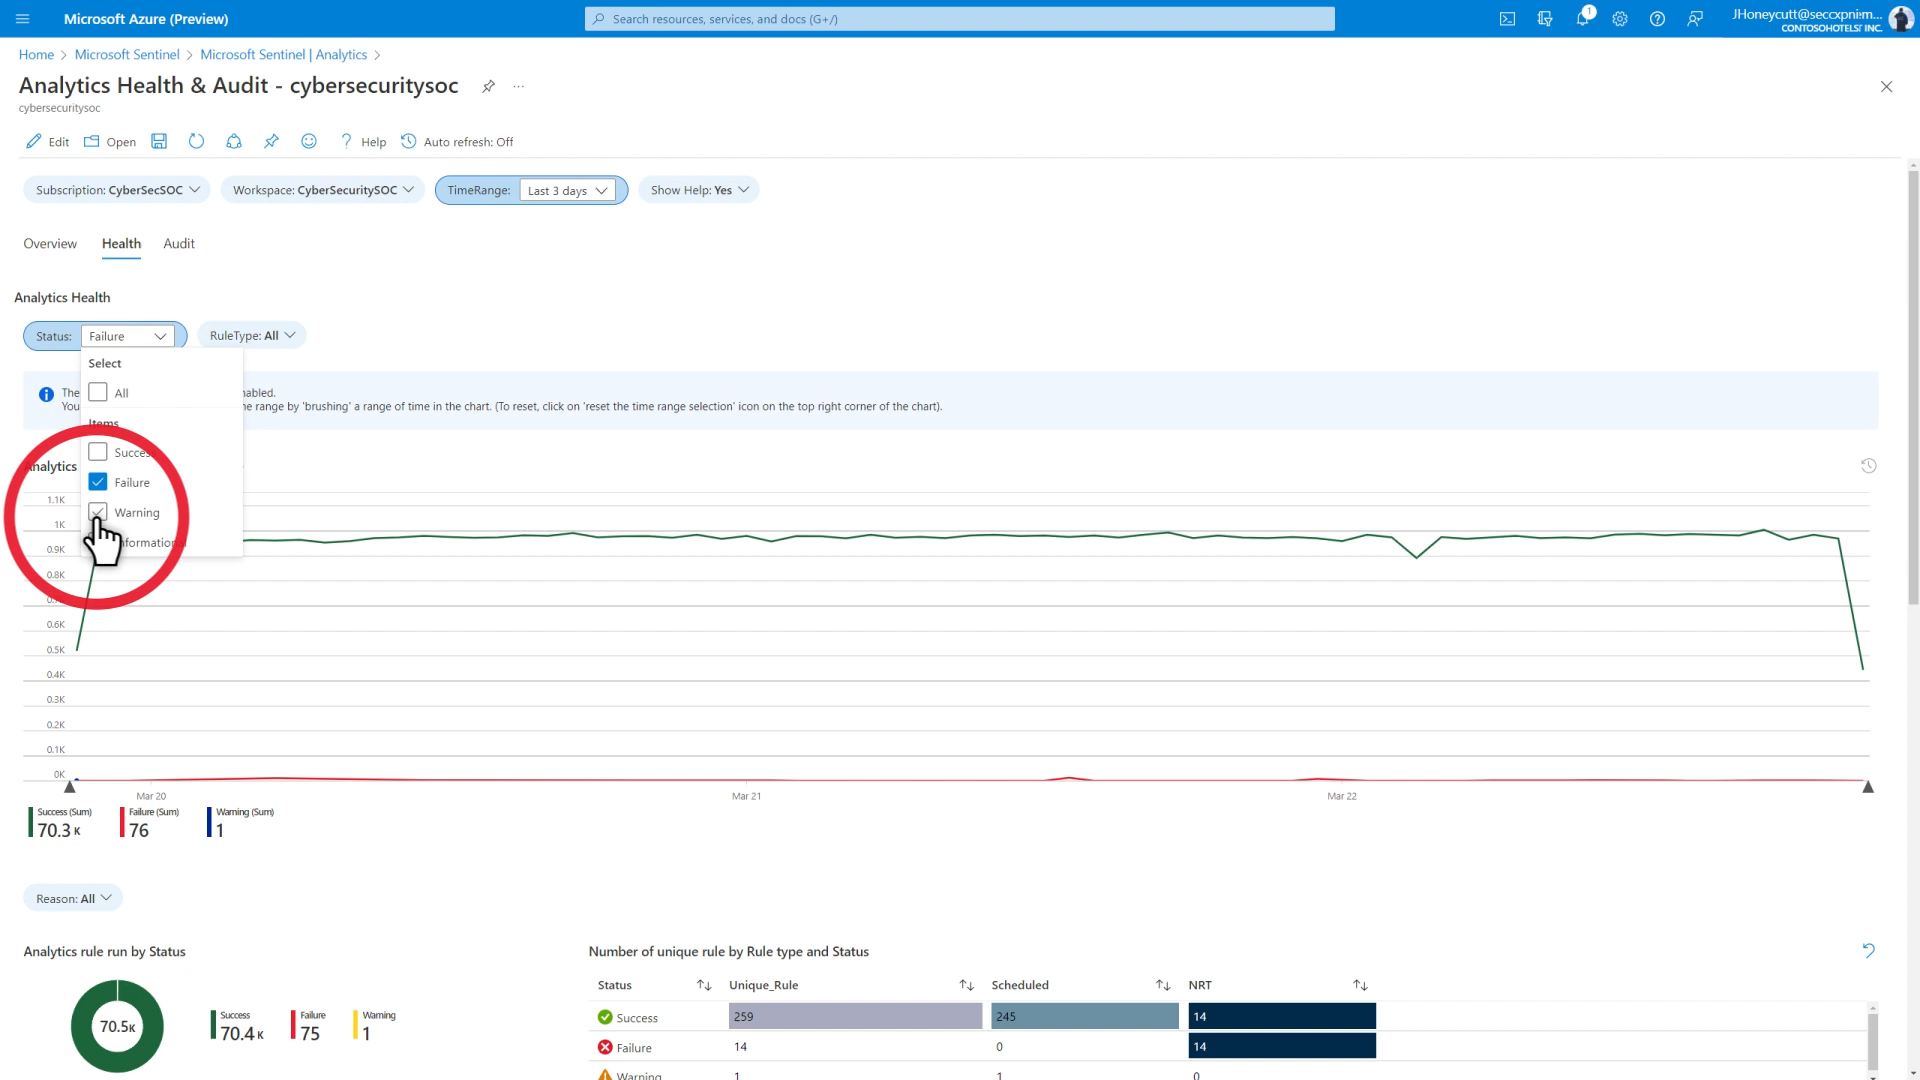 Microsoft Azure (Preview)
Search resources, services, and docs (G+/)
1
JHoneycutt@seccxpni:m...
CONTOSOHOTELS! INC.
Home > Microsoft Sentinel > Microsoft Sentinel | Analytics >
Analytics Health & Audit - cybersecuritysoc
cybersecuritysoc
Edit Open Help Auto refresh: Off
Subscription: CyberSecSOC Workspace: CyberSecuritySOC TimeRange: Last 3 days Show Help: Yes
Overview Health Audit
Analytics Health
Status: Failure RuleType: All
Select
All
Items
Success
Failure
Warning
Informational
The
abled.
You
e range by 'brushing' a range of time in the chart. (To reset, click on 'reset the time range selection' icon on the top right corner of the chart).
Analytics
1.1K
1K
0.9K
0.8K
0.6K
0.5K
0.4K
0.3K
0.2K
0.1K
0K
Mar 20 Mar 21 Mar 22
Success (Sum) Failure (Sum) Warning (Sum)
70.3 K 76 1
Reason: All
Analytics rule run by Status
70.5K
Success Failure Warning
70.4 K 75 1
Number of unique rule by Rule type and Status
Status Unique_Rule Scheduled NRT
Success 259 245 14
Failure 14 0 14
Warning 1 1 0